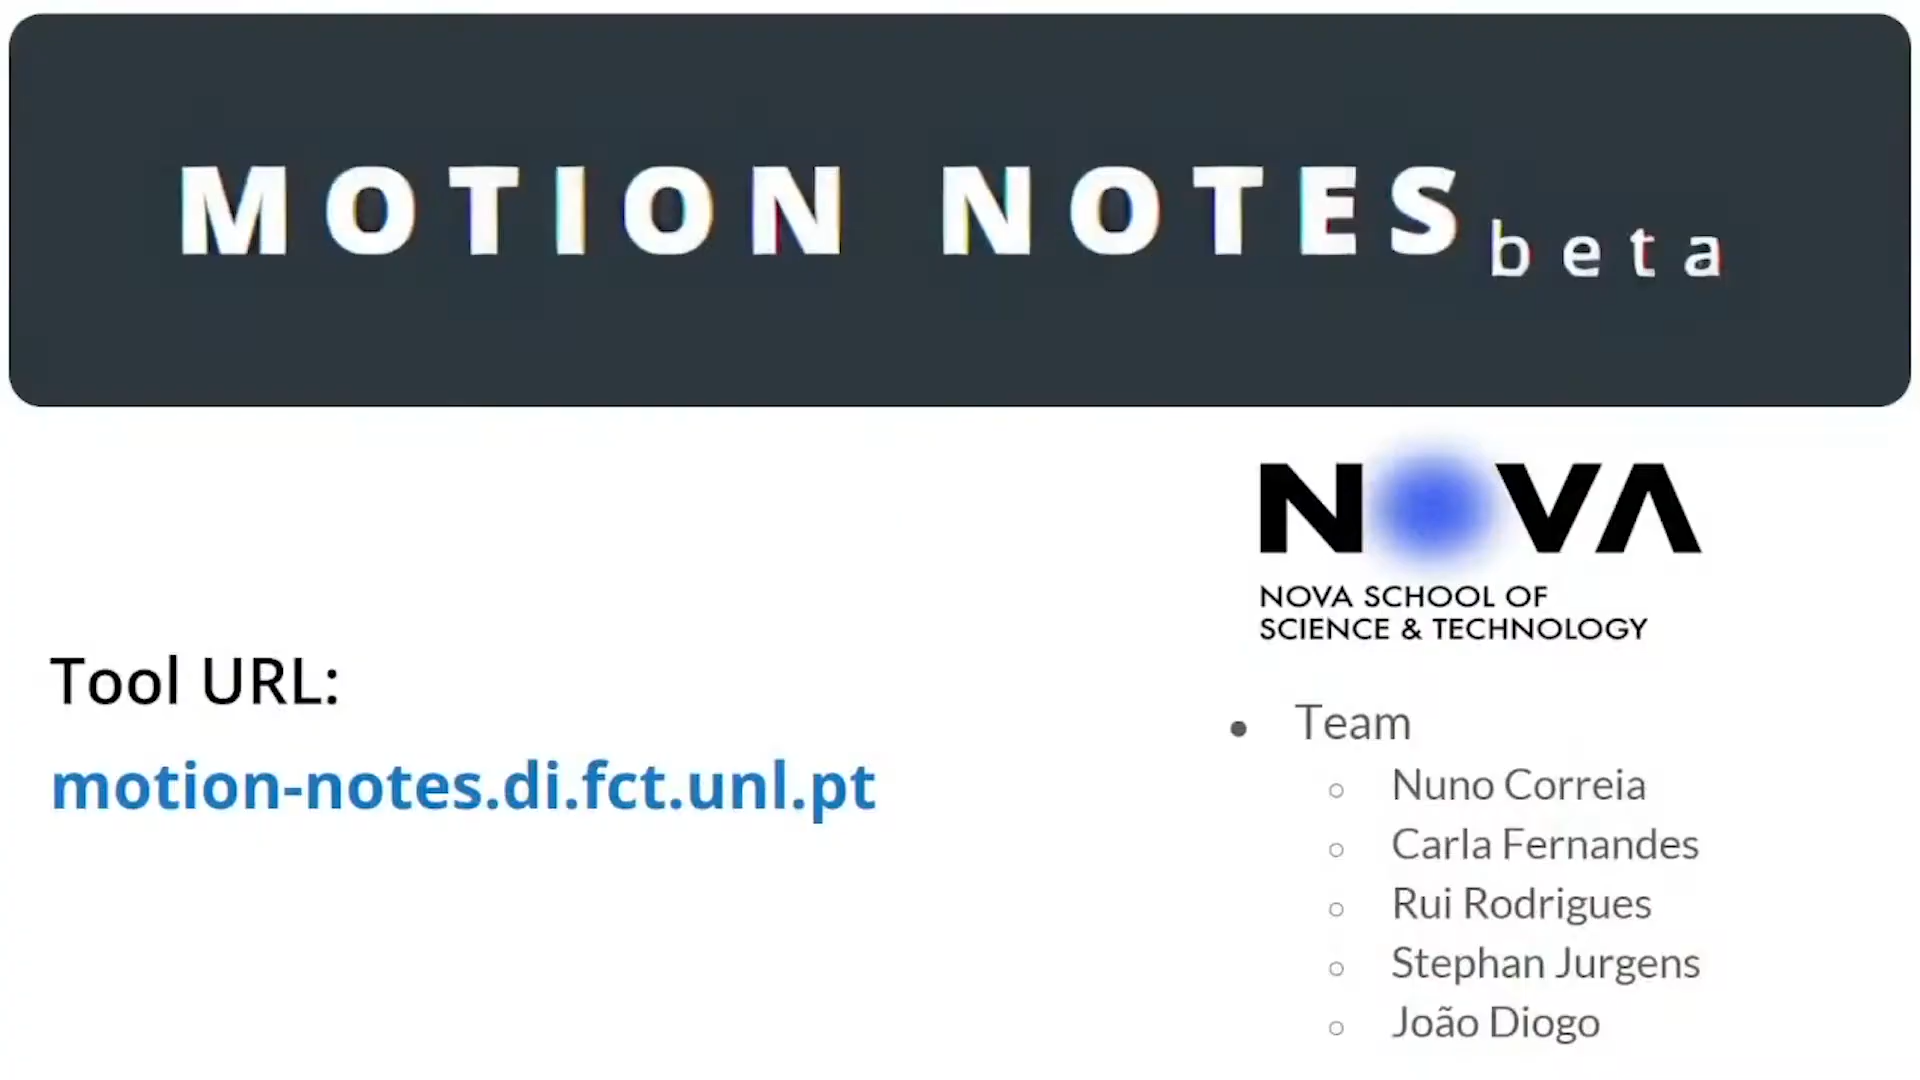 MOTION NOTES beta
NOVA
NOVA SCHOOL OF
SCIENCE & TECHNOLOGY
Tool URL:
motion-notes.di.fct.unl.pt
Team
Nuno Correia
Carla Fernandes
Rui Rodrigues
Stephan Jurgens
João Diogo